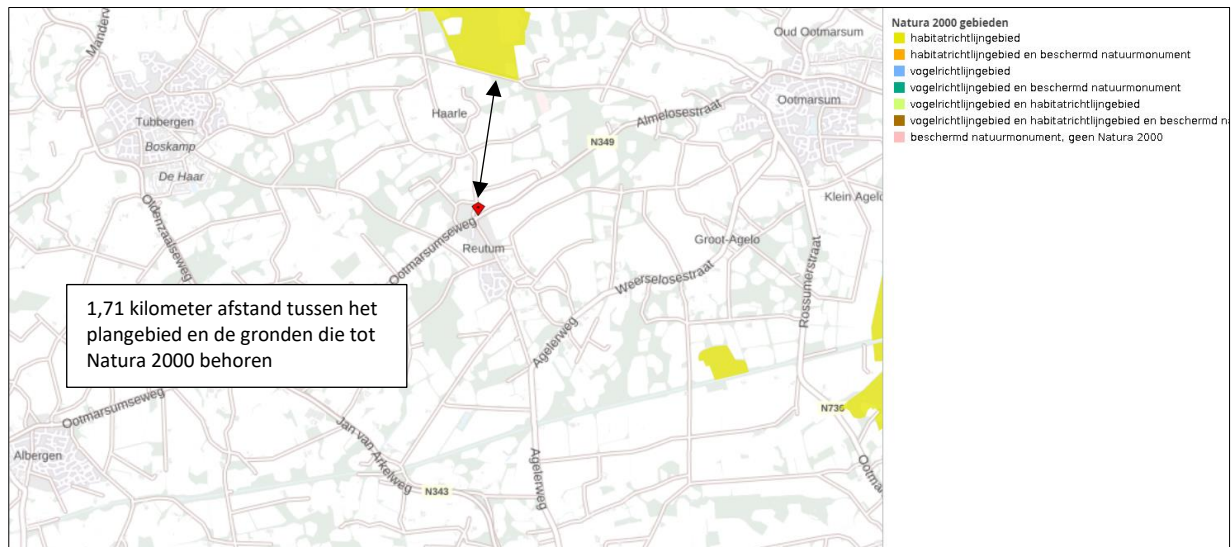 Mander
Tubbergen
Boskamp
De Haar
Oldenzaalseweg
Haarle
Almelosestraat
N349
Oud Ootmarsum
Ootmarsum
Klein Agelo
Ootmarsumseweg
Reutum
Groot-Agelo
Weerselosestraat
Rossumerstraat
Agelerweg
1,71 kilometer afstand tussen het
plangebied en de gronden die tot
Natura 2000 behoren
Ootmarsumseweg
Albergen
Jan van Arkelweg
N343
Agelerweg
N736
Ootma
Natura 2000 gebieden
habitatrichtlijngebied
habitatrichtlijngebied en beschermd natuurmonument
vogelrichtlijngebied
vogelrichtlijngebied en beschermd natuurmonument
vogelrichtlijngebied en habitatrichtlijngebied
vogelrichtlijngebied en habitatrichtlijngebied en beschermd na
beschermd natuurmonument, geen Natura 2000